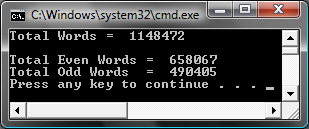 C:\Windows\system32\cmd.exe
Total Words =  1148472
Total Even Words =  658067
Total Odd  Words =  490405
Press any key to continue . . . _